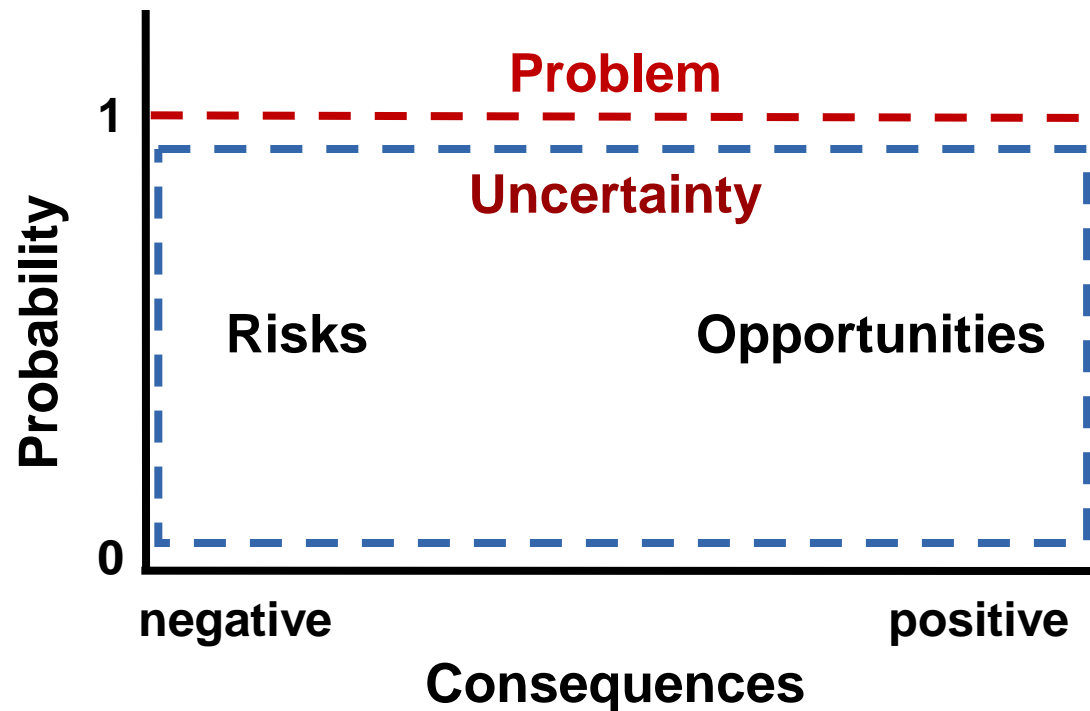 Problem
1
Uncertainty
Probability
Risks
Opportunities
0
negative
positive
Consequences